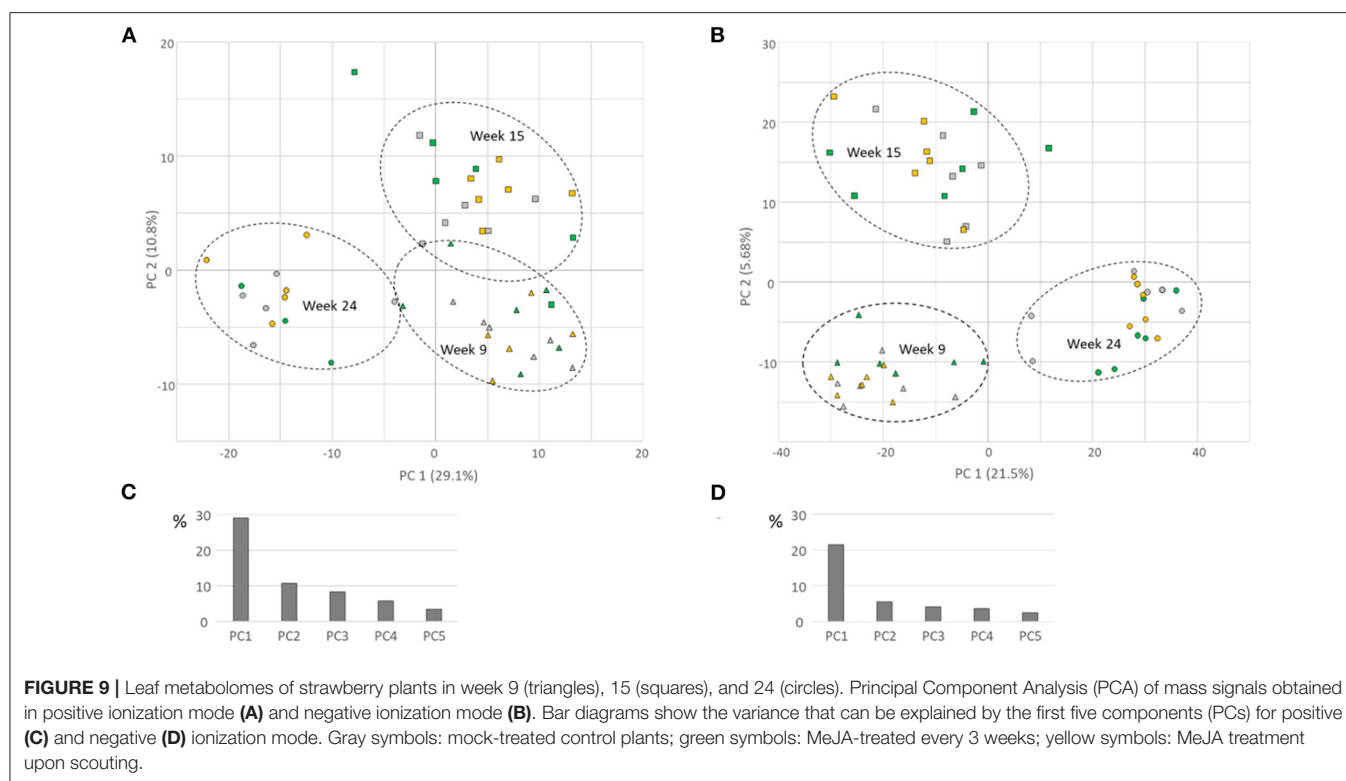 A
B
20
10
0
-10
PC 2 (10.8%)
Week 15
Week 24
Week 9
-20
-10
0
10
20
PC 1 (29.1%)
30
20
10
0
-10
PC 2 (5.68%)
Week 15
Week 9
Week 24
-40
-20
0
20
40
PC 1 (21.5%)
C
%
30
20
10
0
PC1 PC2 PC3 PC4 PC5
D
%
30
20
10
0
PC1 PC2 PC3 PC4 PC5
FIGURE 9 | Leaf metabolomes of strawberry plants in week 9 (triangles), 15 (squares), and 24 (circles). Principal Component Analysis (PCA) of mass signals obtained
in positive ionization mode (A) and negative ionization mode (B). Bar diagrams show the variance that can be explained by the first five components (PCs) for positive
(C) and negative (D) ionization mode. Gray symbols: mock-treated control plants; green symbols: MeJA-treated every 3 weeks; yellow symbols: MeJA treatment
upon scouting.